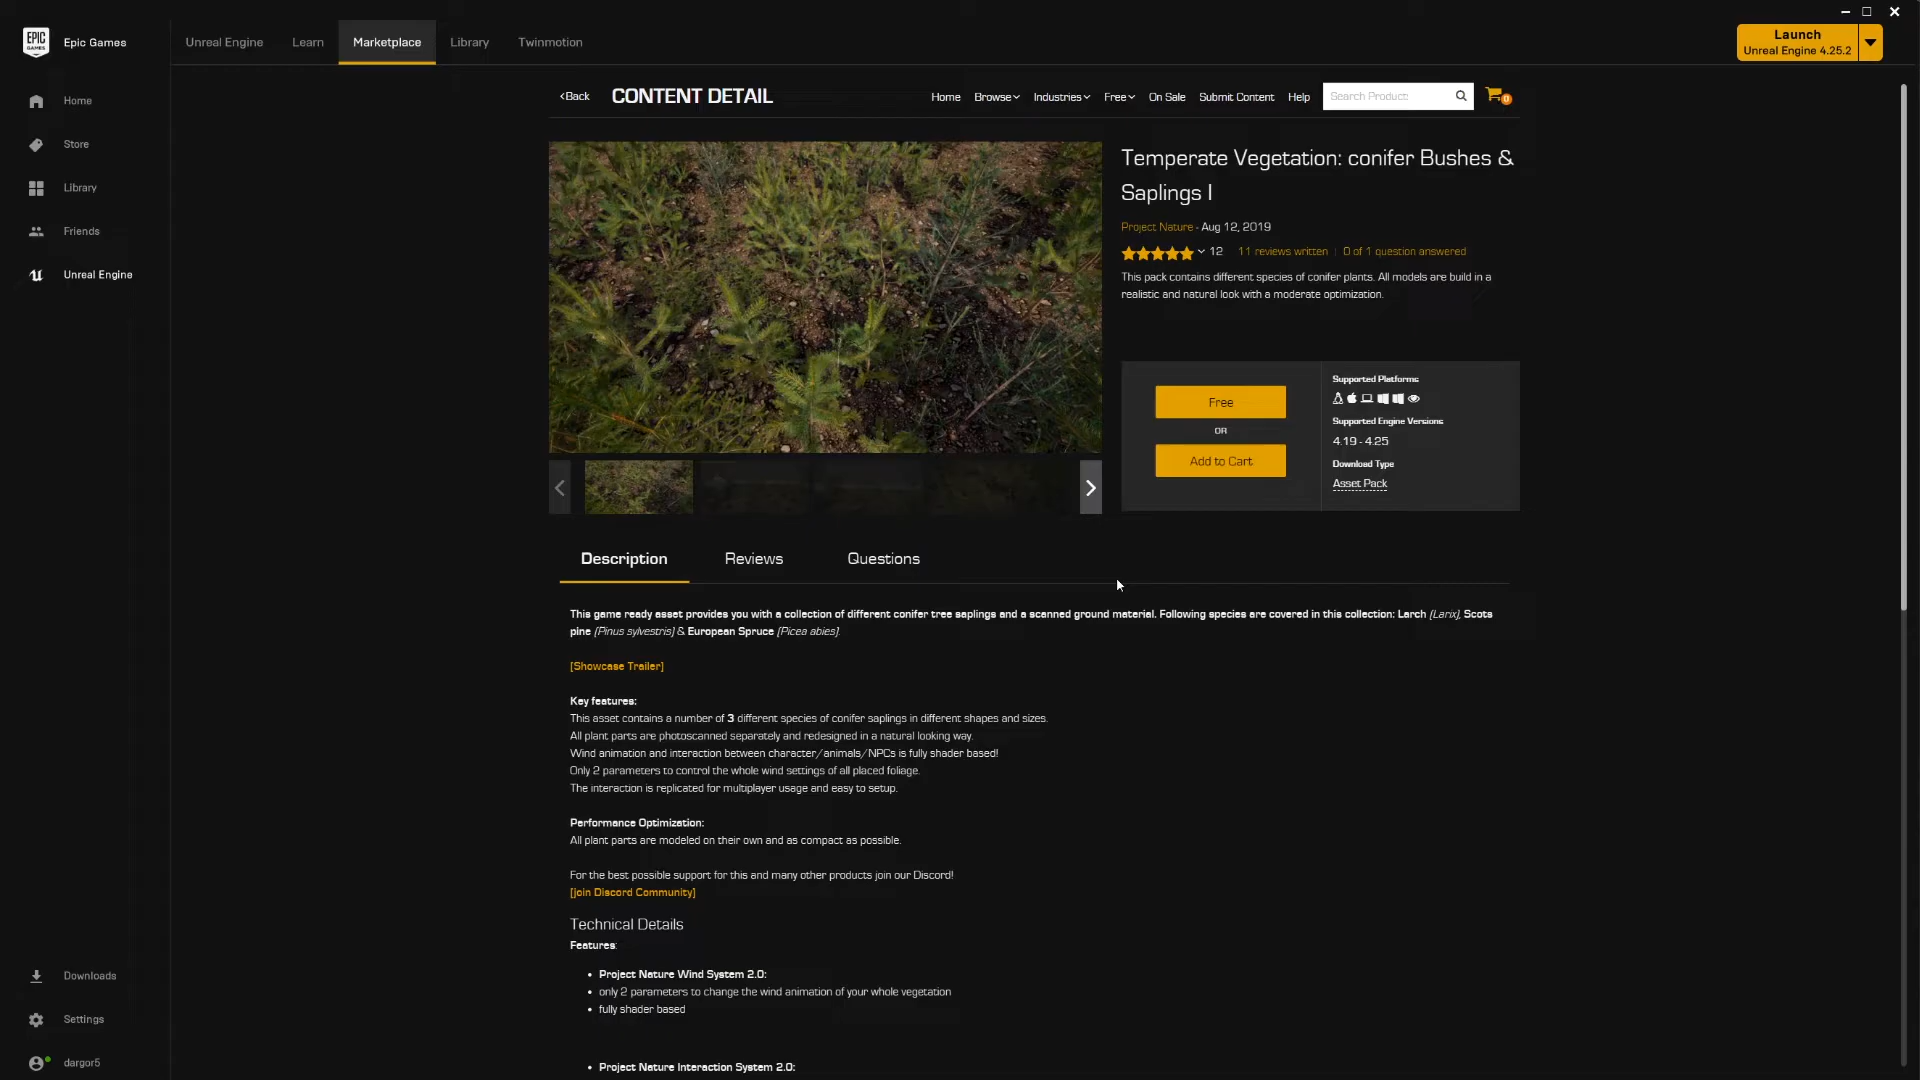 EPIC GAMES
Epic Games
Unreal Engine
Learn
Marketplace
Library
Twinmotion
Launch
Unreal Engine 4.25.2
Home
Store
Library
Friends
Unreal Engine
Downloads
Settings
dargor5
Back
CONTENT DETAIL
Home
Browse
Industries
Free
On Sale
Submit Content
Help
Search Product
0
Temperate Vegetation: conifer Bushes &
Saplings I
Project Nature - Aug 12, 2019
12
11 reviews written | 0 of 1 question answered
This pack contains different species of conifer plants. All models are build in a
realistic and natural look with a moderate optimization.
Free
OR
Add to Cart
Supported Platforms
Supported Engine Versions
4.19 - 4.25
Download Type
Asset Pack
Description
Reviews
Questions
This game ready asset provides you with a collection of different conifer tree saplings and a scanned ground material. Following species are covered in this collection: Larch (Larix), Scots
pine (Pinus sylvestris) & European Spruce (Picea abies).
[Showcase Trailer]
Key features:
This asset contains a number of 3 different species of conifer saplings in different shapes and sizes.
All plant parts are photoscanned separately and redesigned in a natural looking way.
Wind animation and interaction between character/animals/NPCs is fully shader based!
Only 2 parameters to control the whole wind settings of all placed foliage.
The interaction is replicated for multiplayer usage and easy to setup.
Performance Optimization:
All plant parts are modeled on their own and as compact as possible.
For the best possible support for this and many other products join our Discord!
[join Discord Community]
Technical Details
Features:
• Project Nature Wind System 2.0:
• only 2 parameters to change the wind animation of your whole vegetation
• fully shader based
• Project Nature Interaction System 2.0: